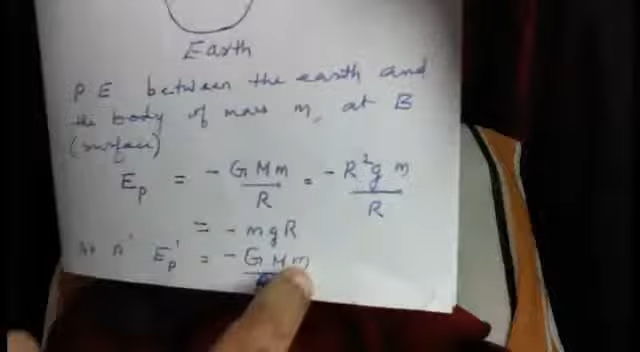 Earth
P E between the earth and
the body of mass m, at B
(surface)
Ep = - GMm/R = - R²g m/R
= - mgR
At A' Ep' = - GMm